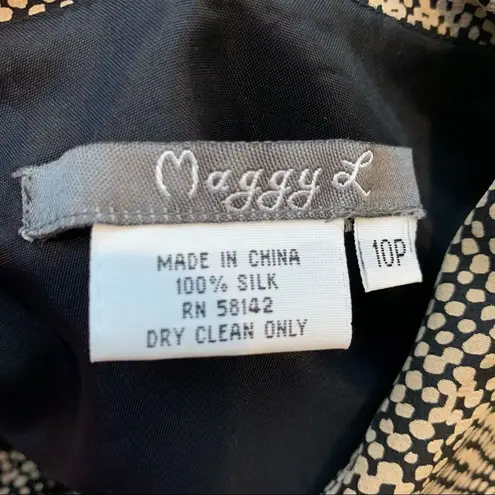 Maggy L
10P
MADE IN CHINA
100% SILK
RN 58142
DRY CLEAN ONLY